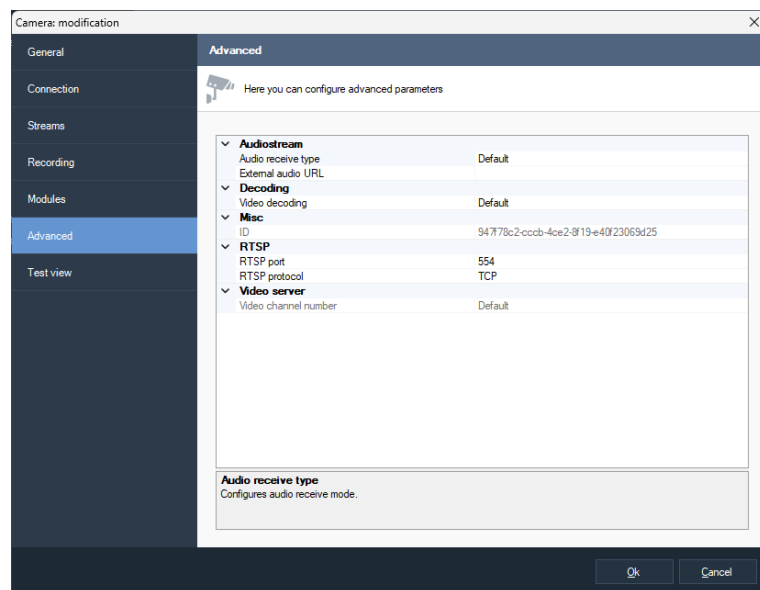 Camera: modification
General
Connection
Streams
Recording
Modules
Advanced
Test view
Advanced
Here you can configure advanced parameters
Audiostream
Audio receive type Default
External audio URL
Decoding
Video decoding Default
Misc
ID 947f78c2-cccb-4ce2-8f19-e40f23069d25
RTSP
RTSP port 554
RTSP protocol TCP
Video server
Video channel number Default
Audio receive type
Configures audio receive mode.
Ok Cancel